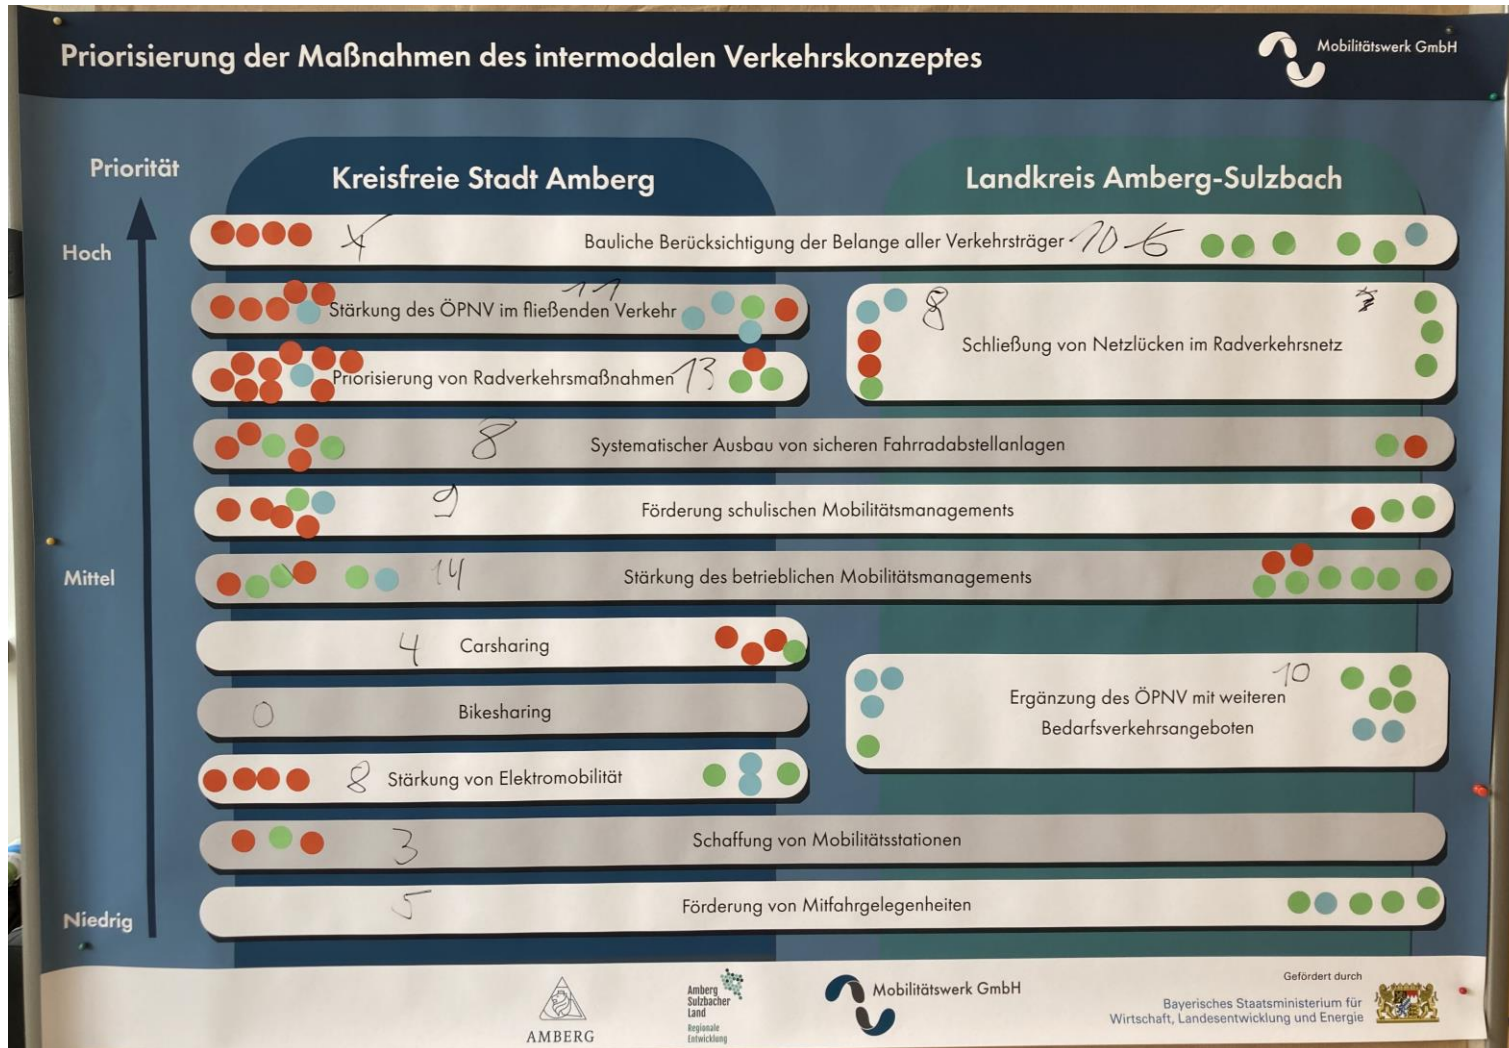 Priorisierung der Maßnahmen des intermodalen Verkehrskonzeptes
Mobilitätswerk GmbH
Priorität
Kreisfreie Stadt Amberg
Landkreis Amberg-Sulzbach
Hoch
4 Bauliche Berücksichtigung der Belange aller Verkehrsträger 10 6
11
Stärkung des ÖPNV im fließenden Verkehr
8
Schließung von Netzlücken im Radverkehrsnetz
Priorisierung von Radverkehrsmaßnahmen 13
8 Systematischer Ausbau von sicheren Fahrradabstellanlagen
9 Förderung schulischen Mobilitätsmanagements
Mittel
14 Stärkung des betrieblichen Mobilitätsmanagements
4 Carsharing
10
Ergänzung des ÖPNV mit weiteren
Bedarfsverkehrsangeboten
0 Bikesharing
8 Stärkung von Elektromobilität
3 Schaffung von Mobilitätsstationen
5 Förderung von Mitfahrgelegenheiten
Niedrig
AMBERG
Amberg
Sulzbacher
Land
Regionale
Entwicklung
Mobilitätswerk GmbH
Gefördert durch
Bayerisches Staatsministerium für
Wirtschaft, Landesentwicklung und Energie